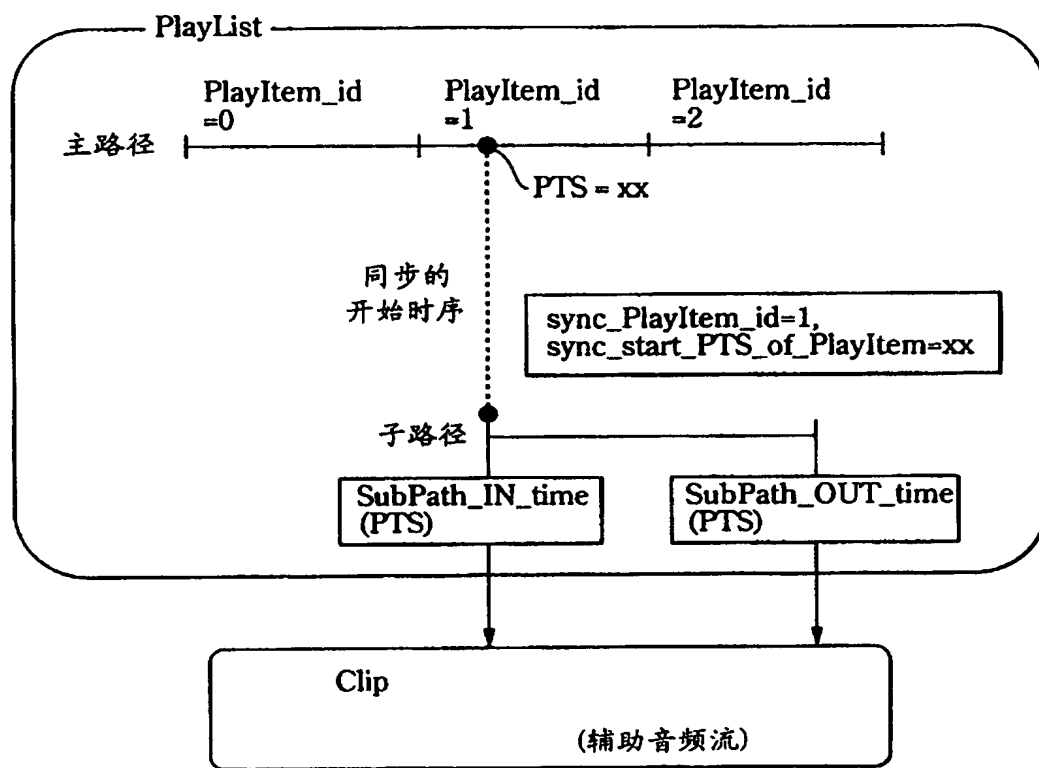 PlayList
PlayItem_id
=0
PlayItem_id
=1
PlayItem_id
=2
主路径
PTS = xx
同步的
开始时序
sync_PlayItem_id=1,
sync_start_PTS_of_PlayItem=xx
子路径
SubPath_IN_time
(PTS)
SubPath_OUT_time
(PTS)
Clip
(辅助音频流)